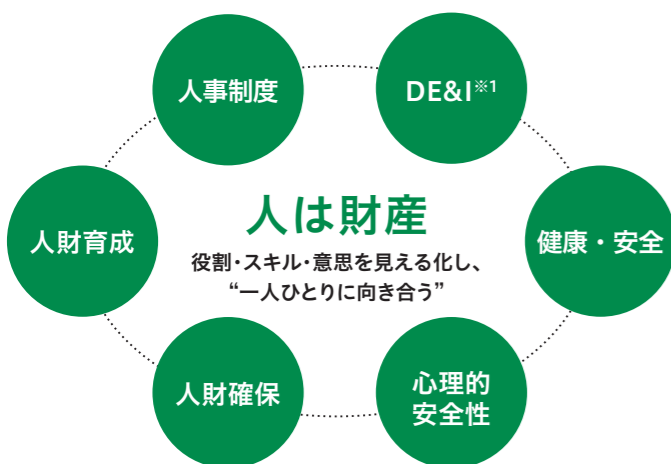 人事制度
DE&I※1
人財育成
人は財産
役割・スキル・意思を見える化し、
“一人ひとりに向き合う”
健康・安全
人財確保
心理的
安全性